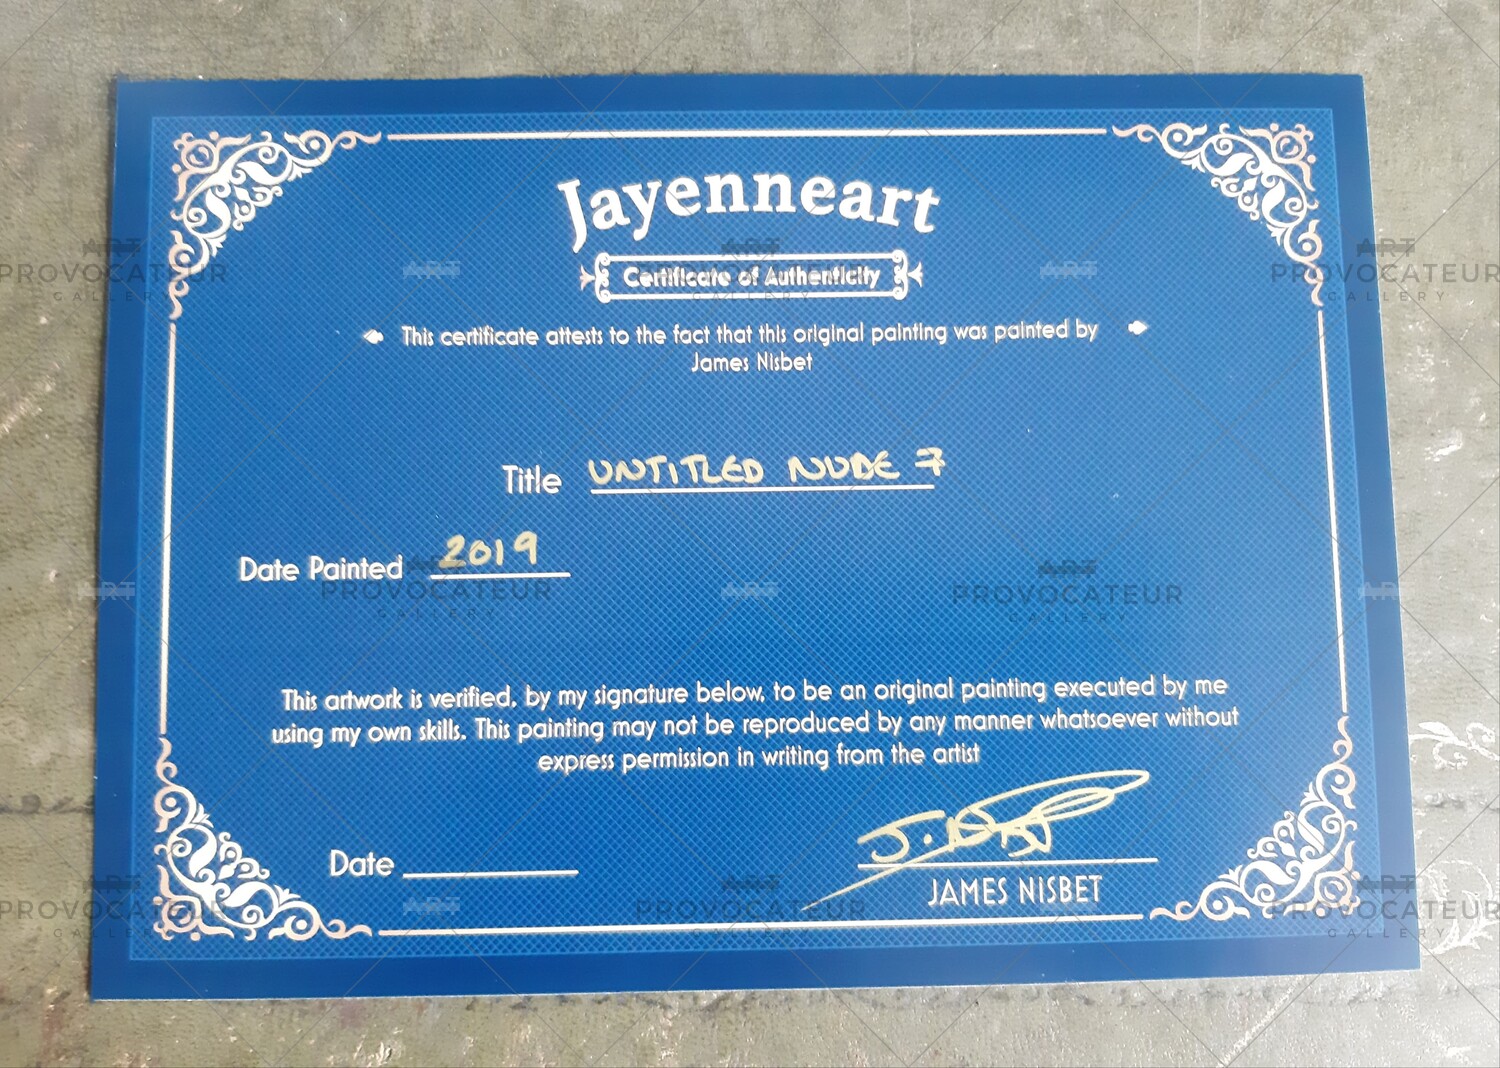 Jayenneart
Certificate of Authenticity
This certificate attests to the fact that this original painting was painted by
James Nisbet
Title UNTITLED NUDE 7
Date Painted 2019
This artwork is verified, by my signature below, to be an original painting executed by me
using my own skills. This painting may not be reproduced by any manner whatsoever without
express permission in writing from the artist
Date
JAMES NISBET
ART
PROVOCATEUR
GALLERY